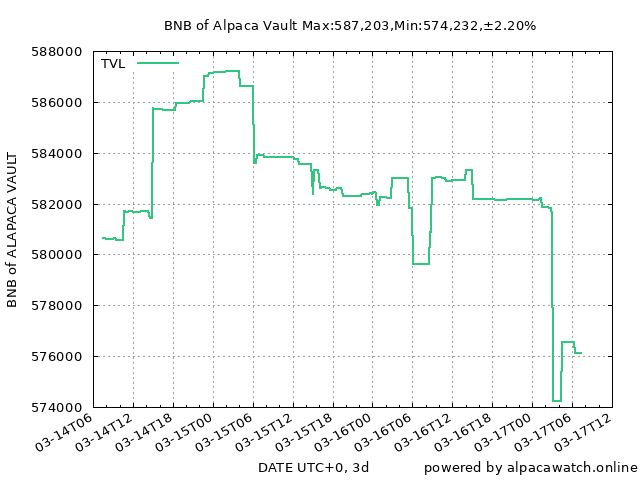 BNB of Alpaca Vault Max:587,203,Min:574,232,±2.20%
588000
TVL
586000
584000
582000
580000
578000
576000
574000
BNB of ALAPACA VAULT
03-14T06
03-14T12
03-14T18
03-15T00
03-15T06
03-15T12
03-15T18
03-16T00
03-16T06
03-16T12
03-16T18
03-17T00
03-17T06
03-17T12
DATE UTC+0, 3d
powered by alpacawatch.online